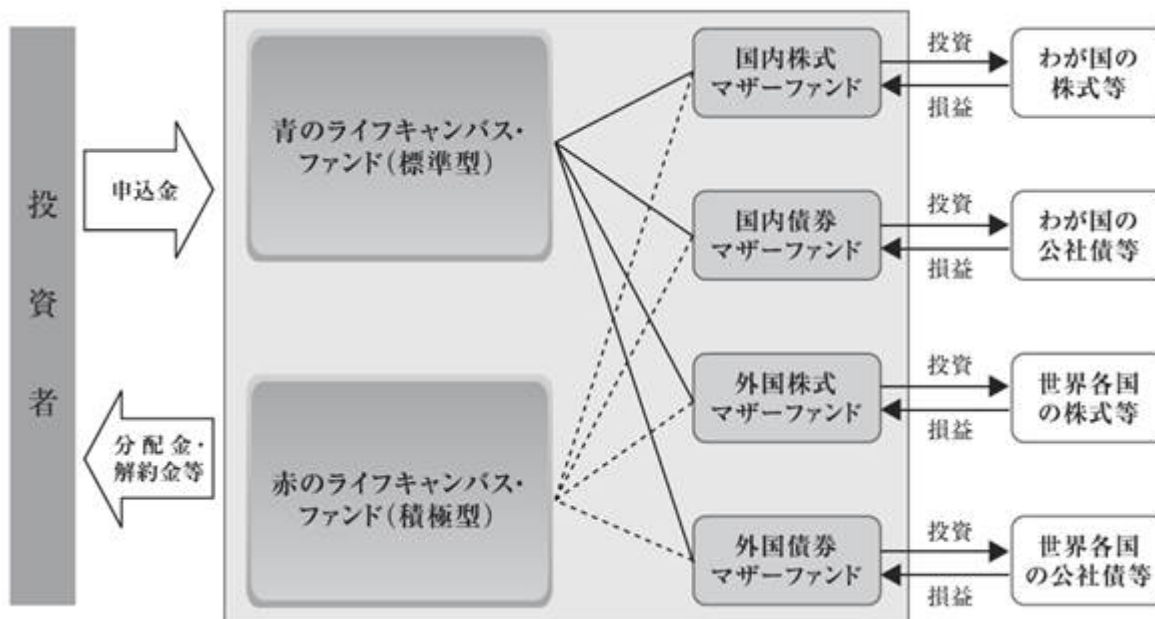 投資者
申込金
分配金・
解約金等
青のライフキャンバス・
ファンド(標準型)
赤のライフキャンバス・
ファンド(積極型)
国内株式
マザーファンド
投資
損益
わが国の
株式等
国内債券
マザーファンド
投資
損益
わが国の
公社債等
外国株式
マザーファンド
投資
損益
世界各国
の株式等
外国債券
マザーファンド
投資
損益
世界各国
の公社債等